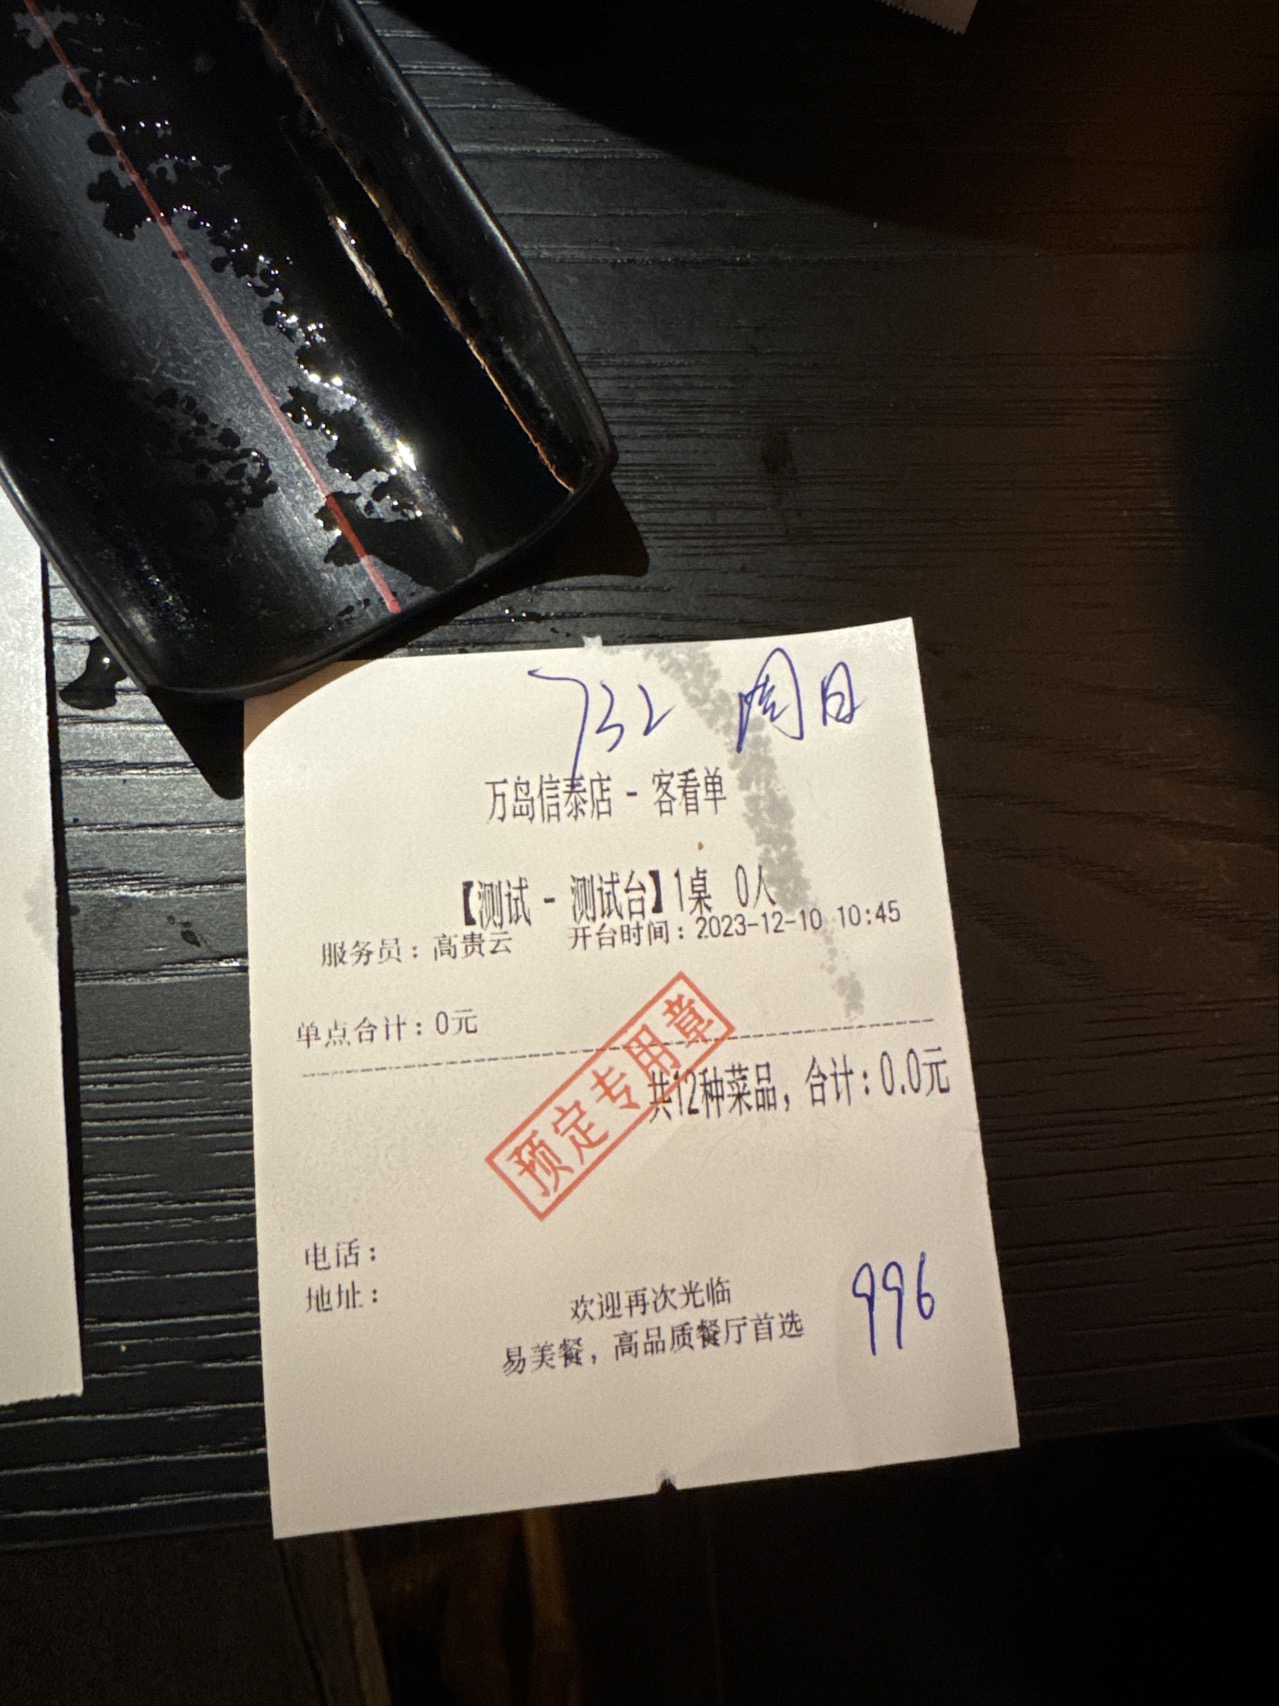 732 周日
万岛信泰店 - 客看单
【测试 - 测试台】1桌 0人
服务员：高贵云 开台时间：2023-12-10 10:45
单点合计：0元
预定专用章
共12种菜品，合计：0.0元
电话：
地址：
欢迎再次光临
易美餐，高品质餐厅首选
996